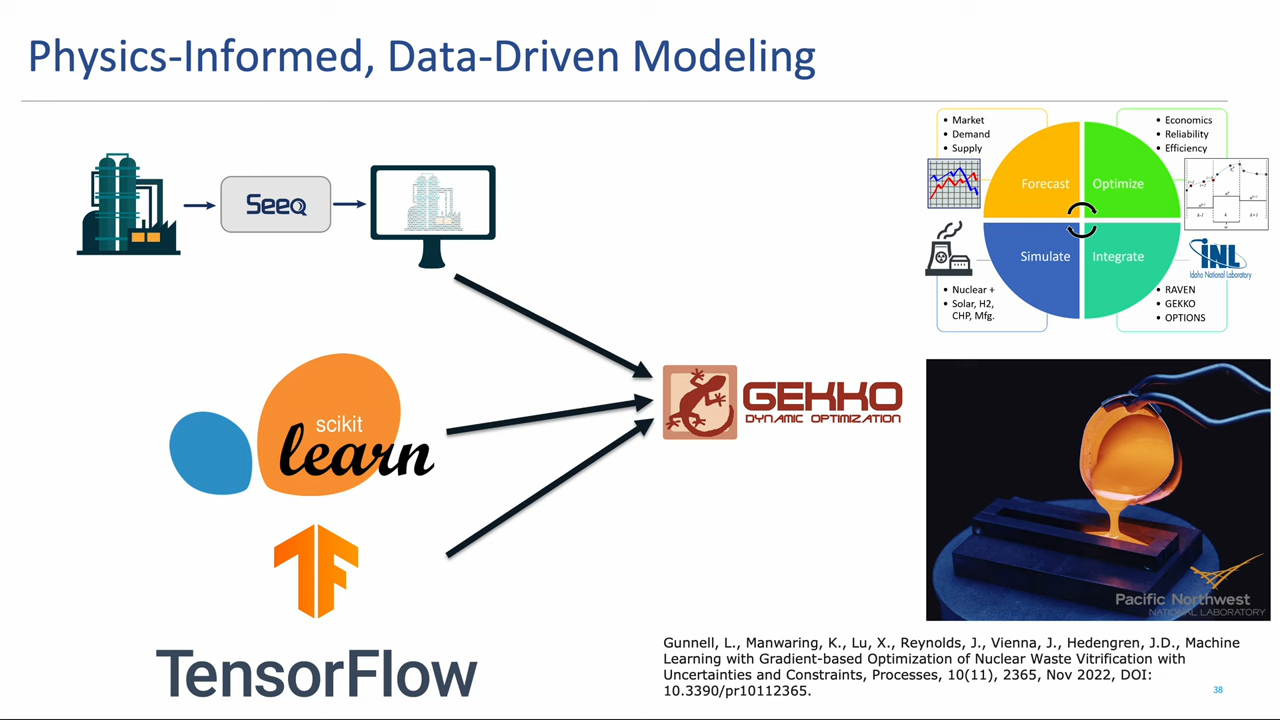 Physics-Informed, Data-Driven Modeling
Seeq
scikit
learn
TensorFlow
GEKKO
DYNAMIC OPTIMIZATION
• Market
• Demand
• Supply
• Economics
• Reliability
• Efficiency
Forecast
Optimize
Simulate
Integrate
INL
Idaho National Laboratory
• Nuclear +
• Solar, H2,
CHP, Mfg.
• RAVEN
• GEKKO
• OPTIONS
Pacific Northwest
NATIONAL LABORATORY
Gunnell, L., Manwaring, K., Lu, X., Reynolds, J., Vienna, J., Hedengren, J.D., Machine
Learning with Gradient-based Optimization of Nuclear Waste Vitrification with
Uncertainties and Constraints, Processes, 10(11), 2365, Nov 2022, DOI:
10.3390/pr10112365.
38